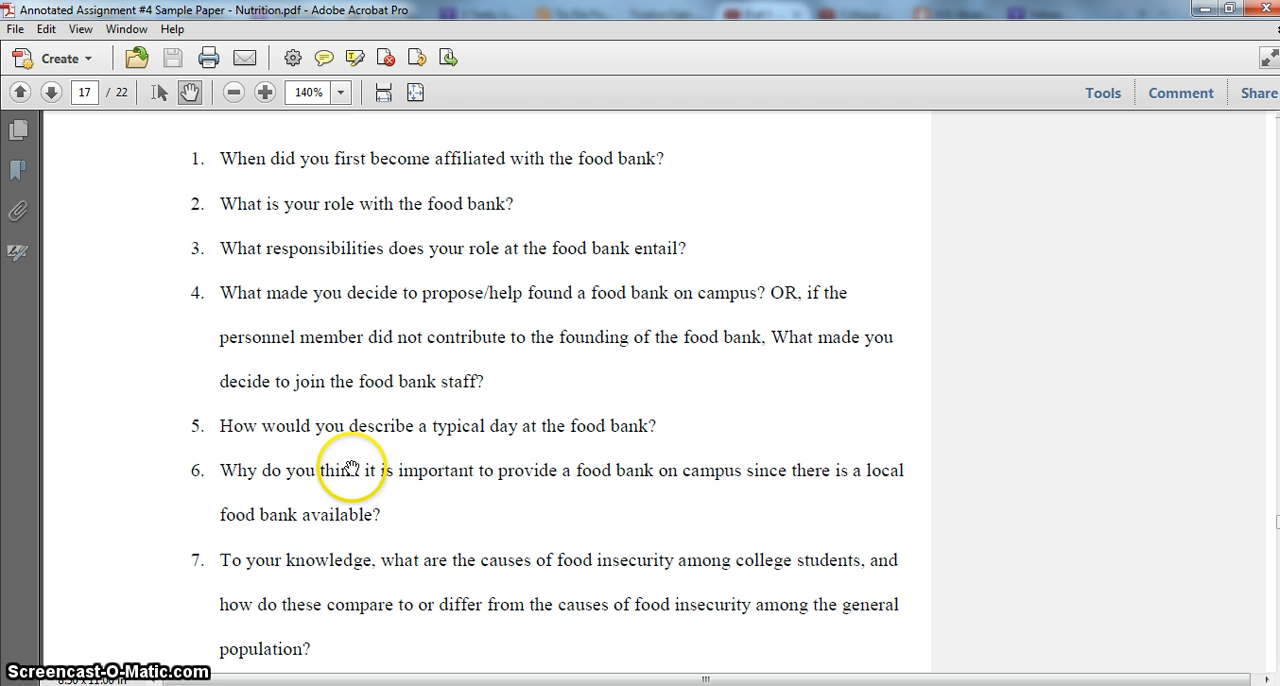 Annotated Assignment #4 Sample Paper - Nutrition.pdf - Adobe Acrobat Pro
File Edit View Window Help
Create
17 / 22 140% Tools Comment Share
1. When did you first become affiliated with the food bank?
2. What is your role with the food bank?
3. What responsibilities does your role at the food bank entail?
4. What made you decide to propose/help found a food bank on campus? OR, if the
personnel member did not contribute to the founding of the food bank, What made you
decide to join the food bank staff?
5. How would you describe a typical day at the food bank?
6. Why do you think it is important to provide a food bank on campus since there is a local
food bank available?
7. To your knowledge, what are the causes of food insecurity among college students, and
how do these compare to or differ from the causes of food insecurity among the general
population?
Screencast-O-Matic.com